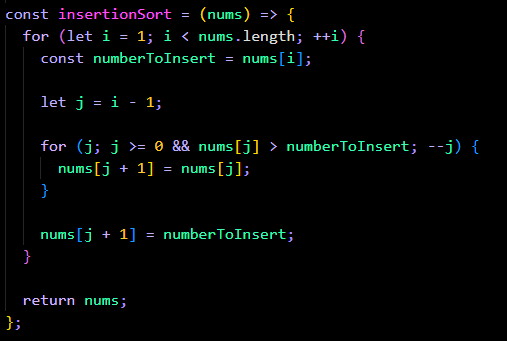 const insertionSort = (nums) => {
  for (let i = 1; i < nums.length; ++i) {
    const numberToInsert = nums[i];

    let j = i - 1;

    for (j; j >= 0 && nums[j] > numberToInsert; --j) {
      nums[j + 1] = nums[j];
    }

    nums[j + 1] = numberToInsert;
  }

  return nums;
};